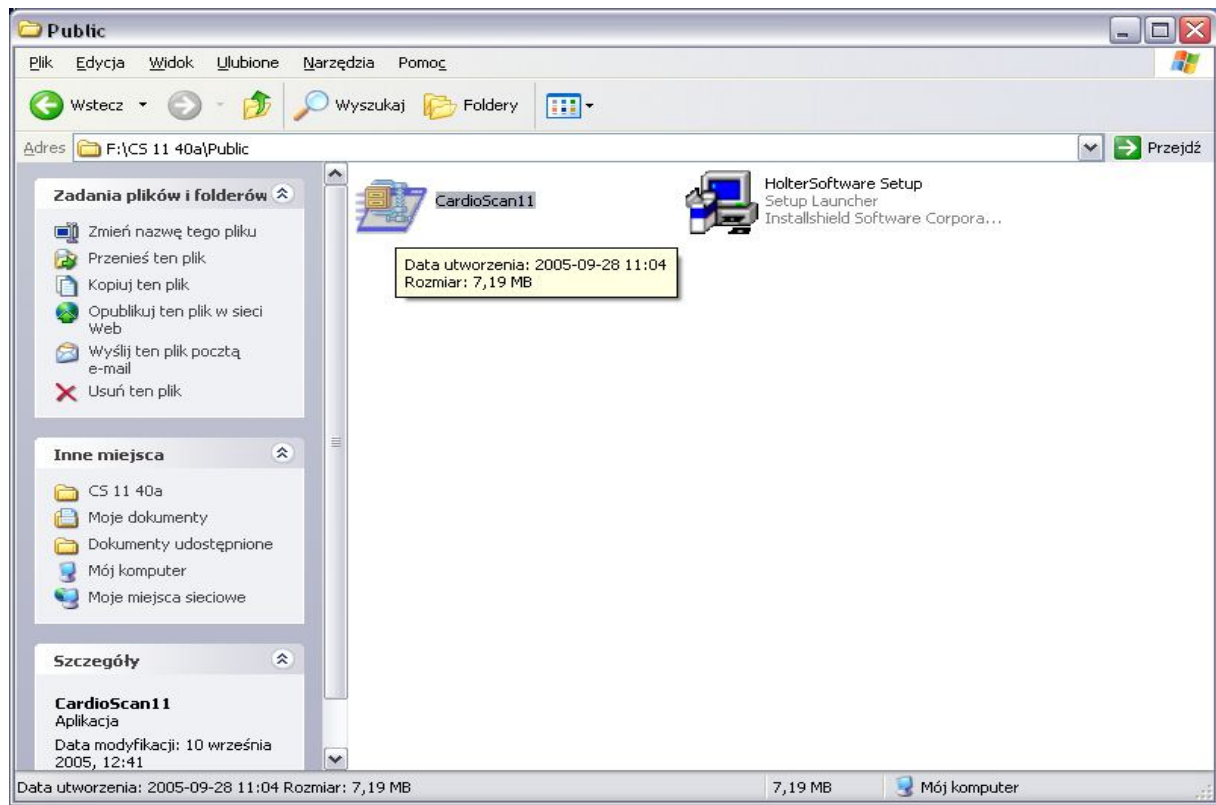 Public
Plik Edycja Widok Ulubione Narzędzia Pomoc
Wstecz Wyszukaj Foldery
Adres F:\CS 11 40a\Public Przejdź
Zadania plików i folderów
Zmień nazwę tego pliku
Przenieś ten plik
Kopiuj ten plik
Opublikuj ten plik w sieci
Web
Wyślij ten plik pocztą
e-mail
Usuń ten plik
Inne miejsca
CS 11 40a
Moje dokumenty
Dokumenty udostępnione
Mój komputer
Moje miejsca sieciowe
Szczegóły
CardioScan11
Aplikacja
Data modyfikacji: 10 września
2005, 12:41
CardioScan11
Data utworzenia: 2005-09-28 11:04
Rozmiar: 7,19 MB
HolterSoftware Setup
Setup Launcher
Installshield Software Corpora...
Data utworzenia: 2005-09-28 11:04 Rozmiar: 7,19 MB 7,19 MB Mój komputer